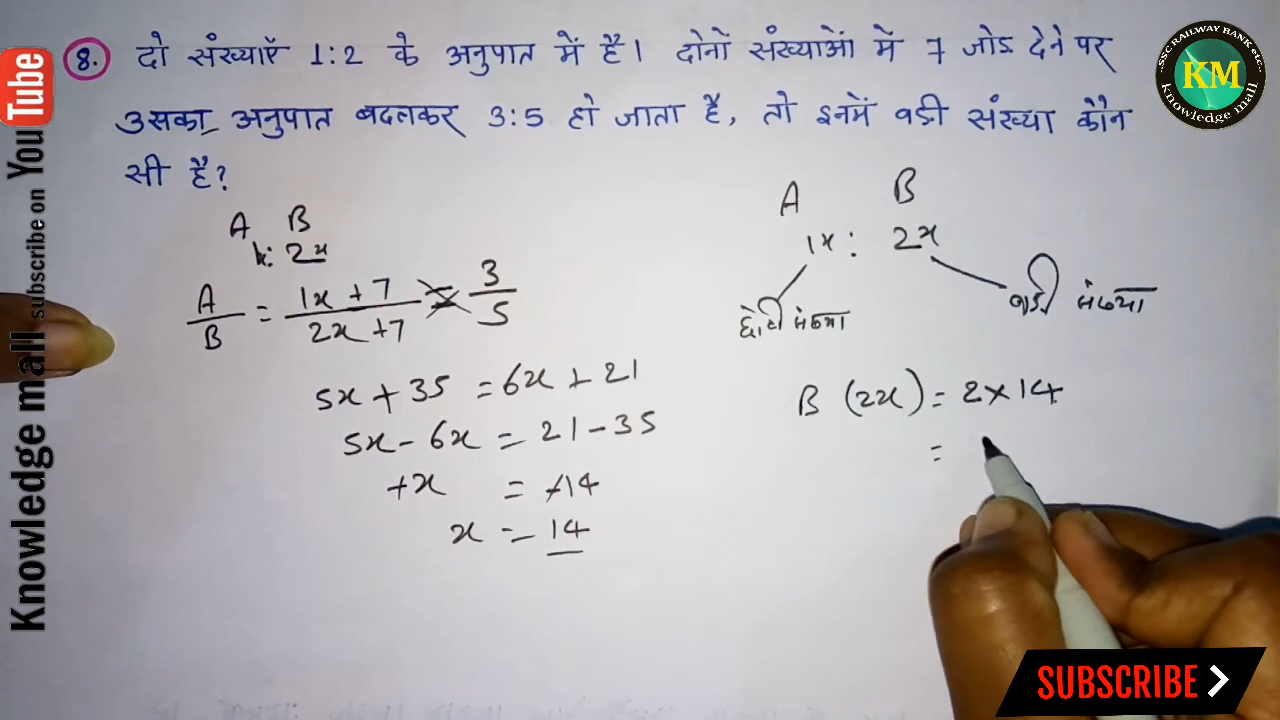 8. दो संख्याएँ 1:2 के अनुपात में है। दोनों संख्याओं में 7 जोड देने पर
उसका अनुपात बदलकर 3:5 हो जाता है, तो इनमें बडी संख्या कौन
सी है?
A B
1x: 2x
A/B = 1x+7/2x+7 = 3/5
5x + 35 = 6x + 21
5x - 6x = 21 - 35
+x = -14
x = 14
A B
1x : 2x
छोटी संख्या बडी संख्या
B (2x) = 2×14
=
SSC RAILWAY BANK etc.
KM
knowledge mall
Knowledge mall subscribe on YouTube
SUBSCRIBE